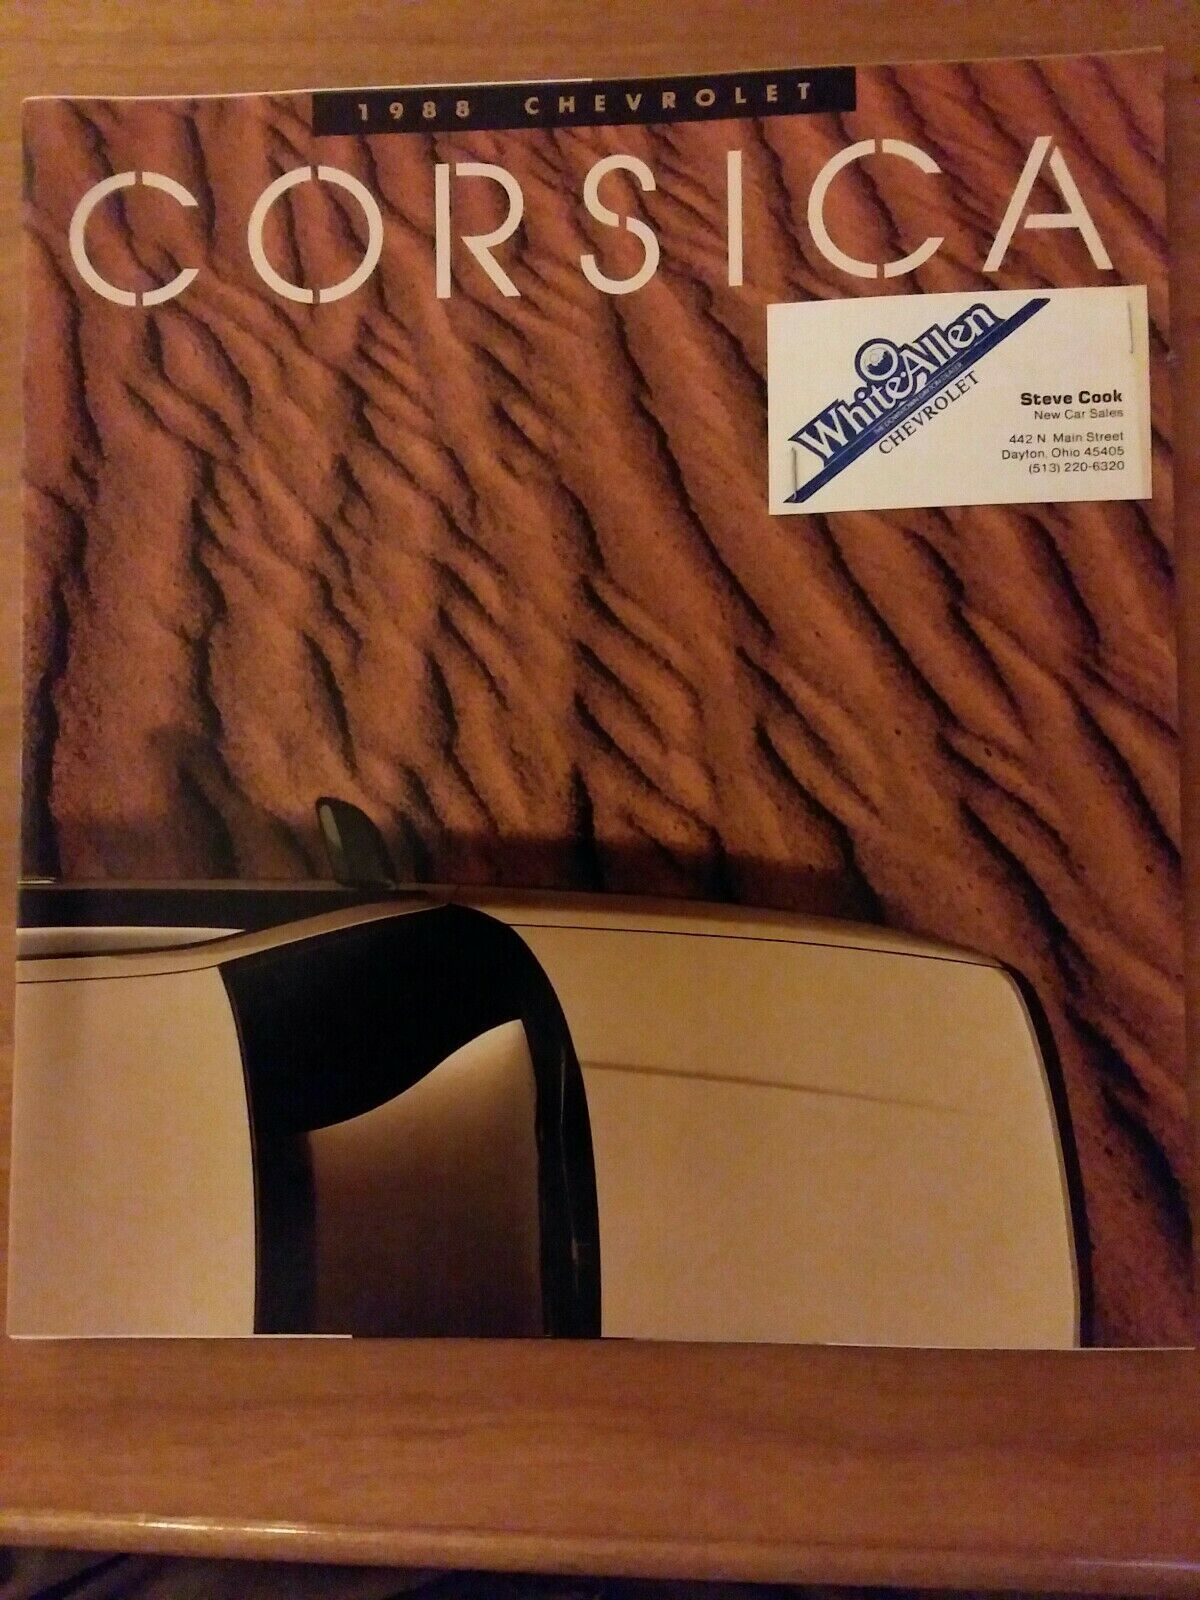 1988 CHEVROLET
CORSICA
White-Allen
CHEVROLET
Steve Cook
New Car Sales
442 N. Main Street
Dayton, Ohio 45405
(513) 220-6320